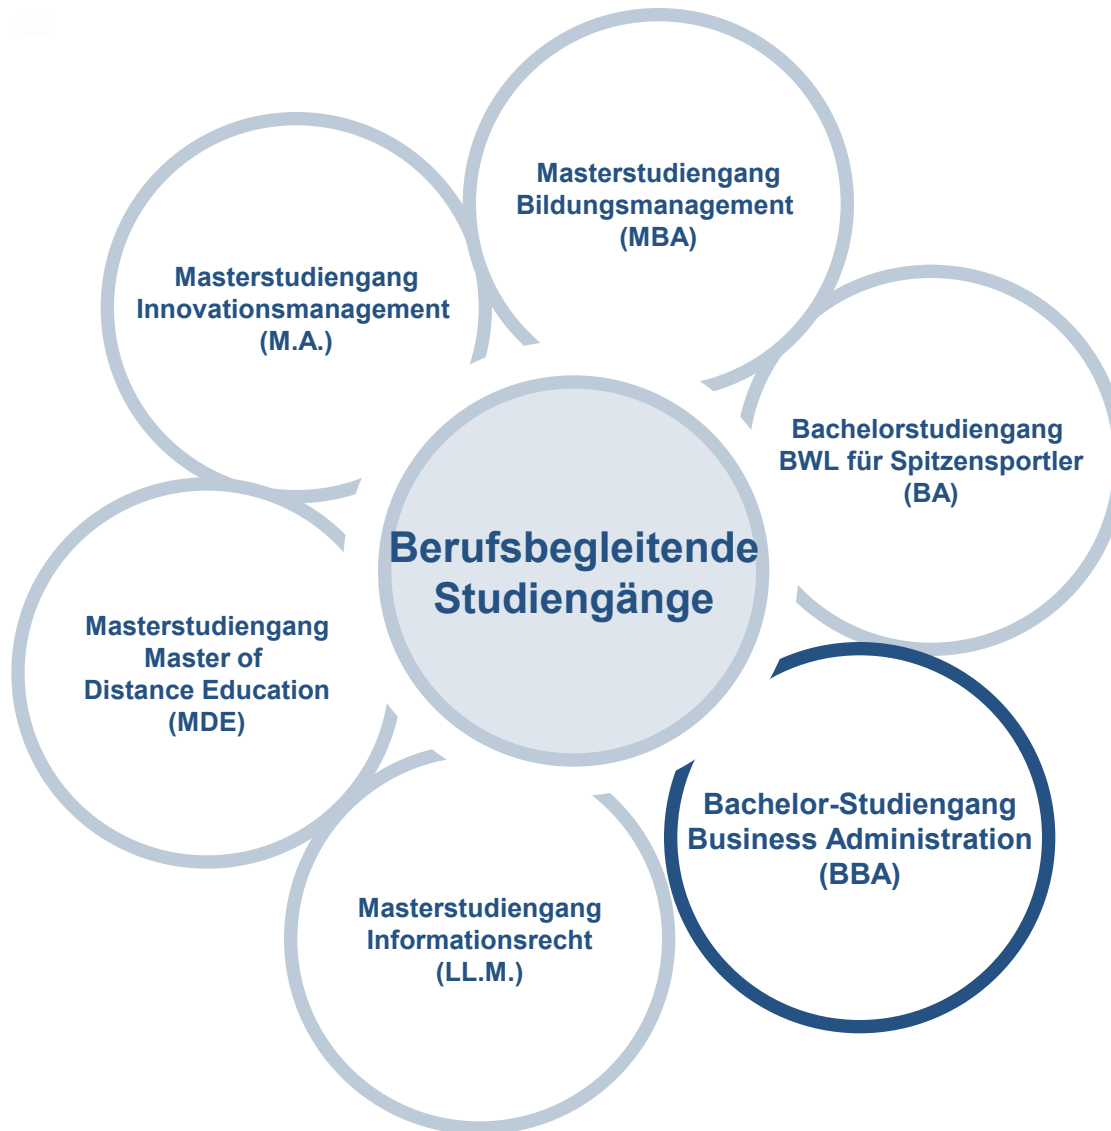 Masterstudiengang
Bildungsmanagement
(MBA)
Masterstudiengang
Innovationsmanagement
(M.A.)
Bachelorstudiengang
BWL für Spitzensportler
(BA)
Berufsbegleitende
Studiengänge
Masterstudiengang
Master of
Distance Education
(MDE)
Bachelor-Studiengang
Business Administration
(BBA)
Masterstudiengang
Informationsrecht
(LL.M.)